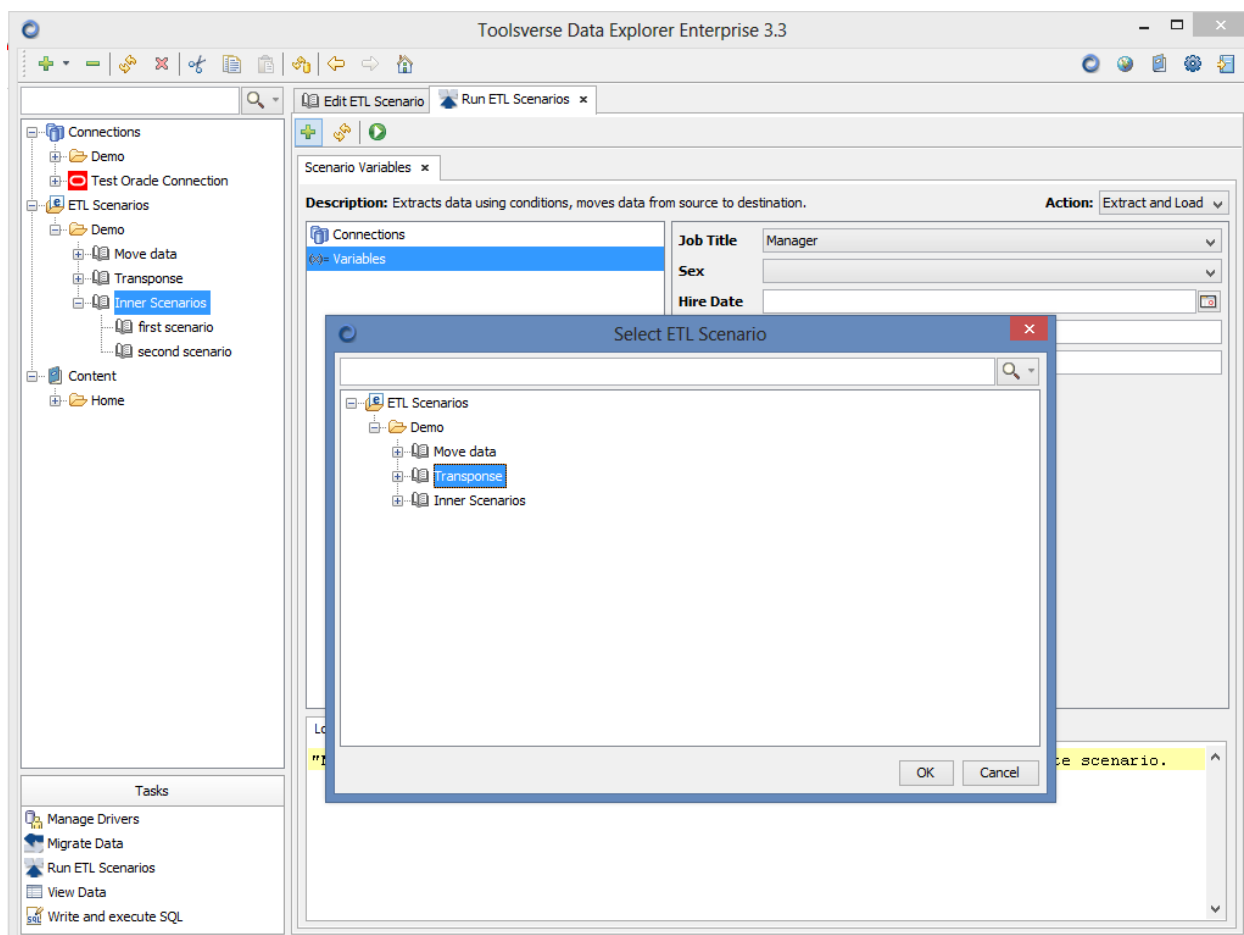 Toolsverse Data Explorer Enterprise 3.3
Edit ETL Scenario
Run ETL Scenarios
Connections
Demo
Test Oracle Connection
ETL Scenarios
Demo
Move data
Transponse
Inner Scenarios
first scenario
second scenario
Content
Home
Scenario Variables
Description: Extracts data using conditions, moves data from source to destination.
Action: Extract and Load
Connections
Variables
Job Title Manager
Sex
Hire Date
Select ETL Scenario
ETL Scenarios
Demo
Move data
Transponse
Inner Scenarios
OK Cancel
scenario.
Tasks
Manage Drivers
Migrate Data
Run ETL Scenarios
View Data
Write and execute SQL